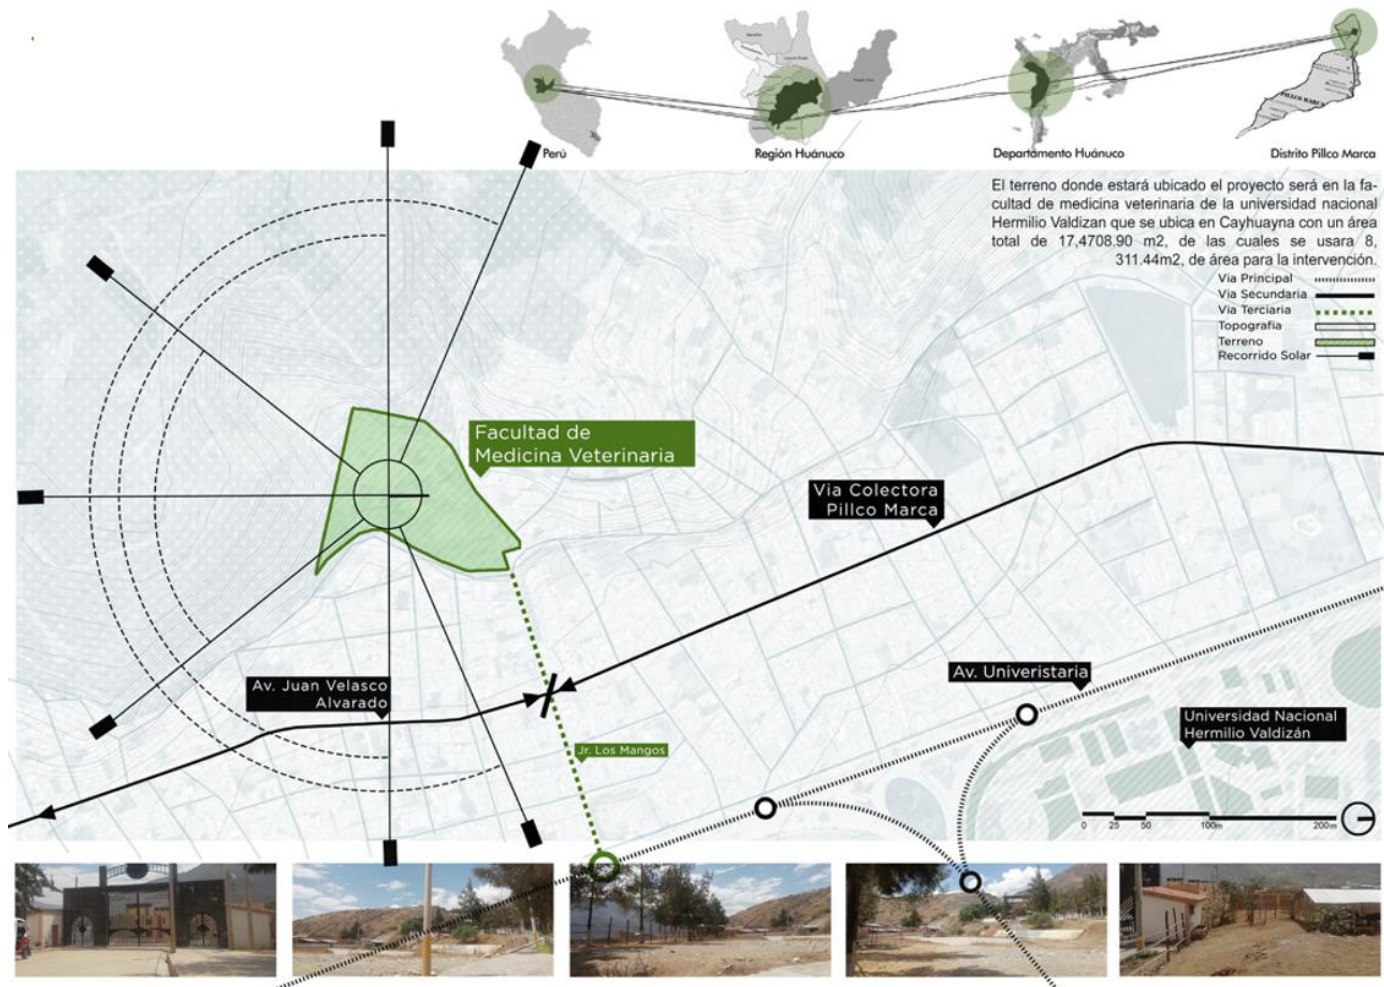 Perú
Región Huánuco
Departamento Huánuco
Distrito Pillco Marca
PILLCO MARCA
El terreno donde estará ubicado el proyecto será en la fa-
cultad de medicina veterinaria de la universidad nacional
Hermilio Valdizan que se ubica en Cayhuayna con un área
total de 17,4708.90 m2, de las cuales se usara 8,
311.44m2, de área para la intervención.
Via Principal
Via Secundaria
Via Terciaria
Topografia
Terreno
Recorrido Solar
Facultad de
Medicina Veterinaria
Via Colectora
Pillco Marca
Av. Juan Velasco
Alvarado
Av. Univeristaria
Universidad Nacional
Hermilio Valdizán
Jr. Los Mangos
0 25 50 100m 200m